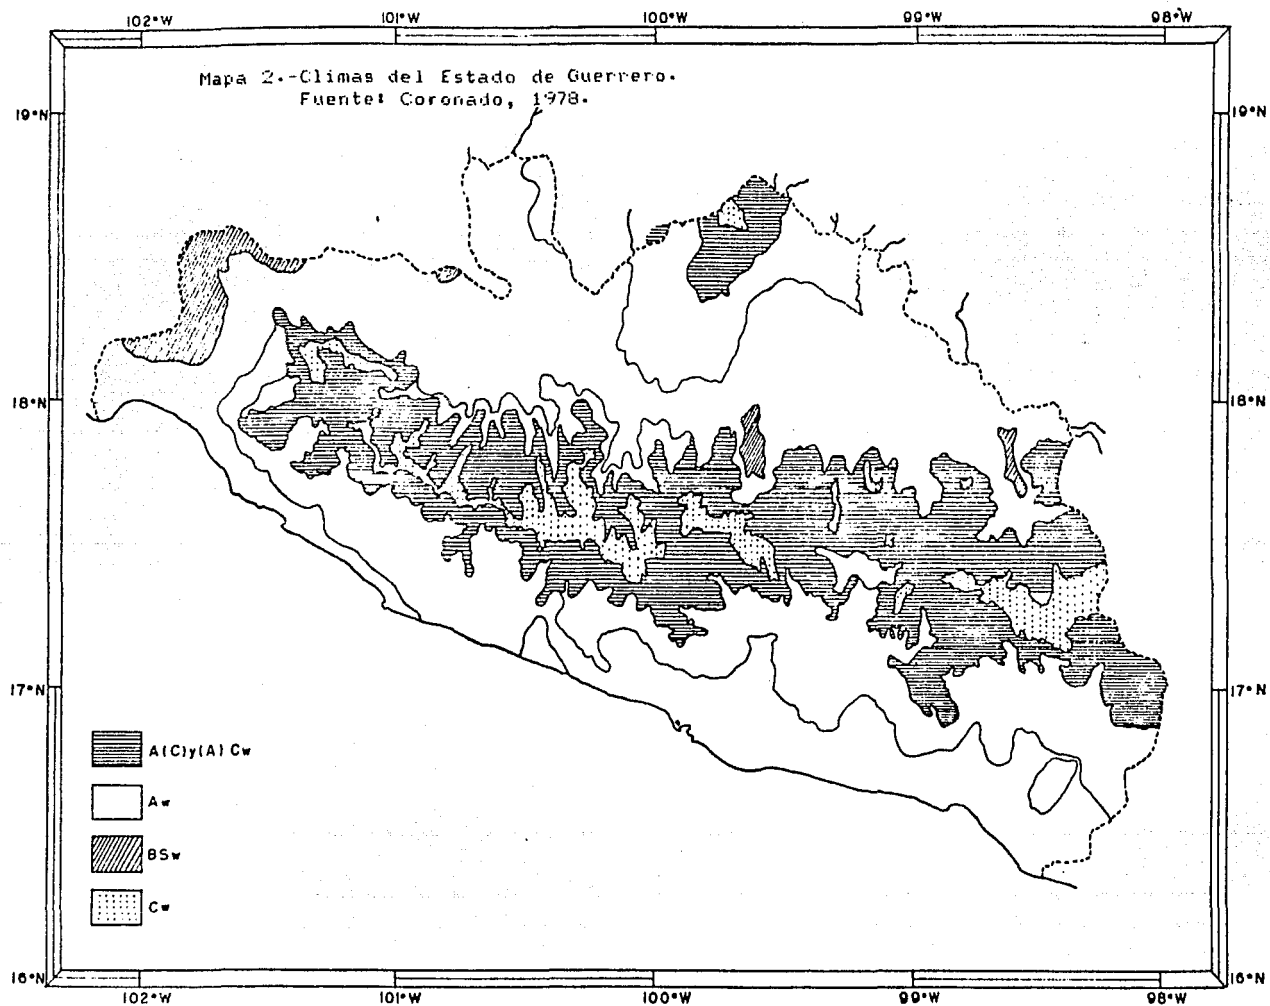 102°W 101°W 100°W 99°W 98°W
Mapa 2.-Climas del Estado de Guerrero.
Fuente: Coronado, 1978.
19°N 19°N
18°N 18°N
17°N 17°N
A(C)y(A) Cw
Aw
BSw
Cw
16°N 16°N
102°W 101°W 100°W 99°W 98°W